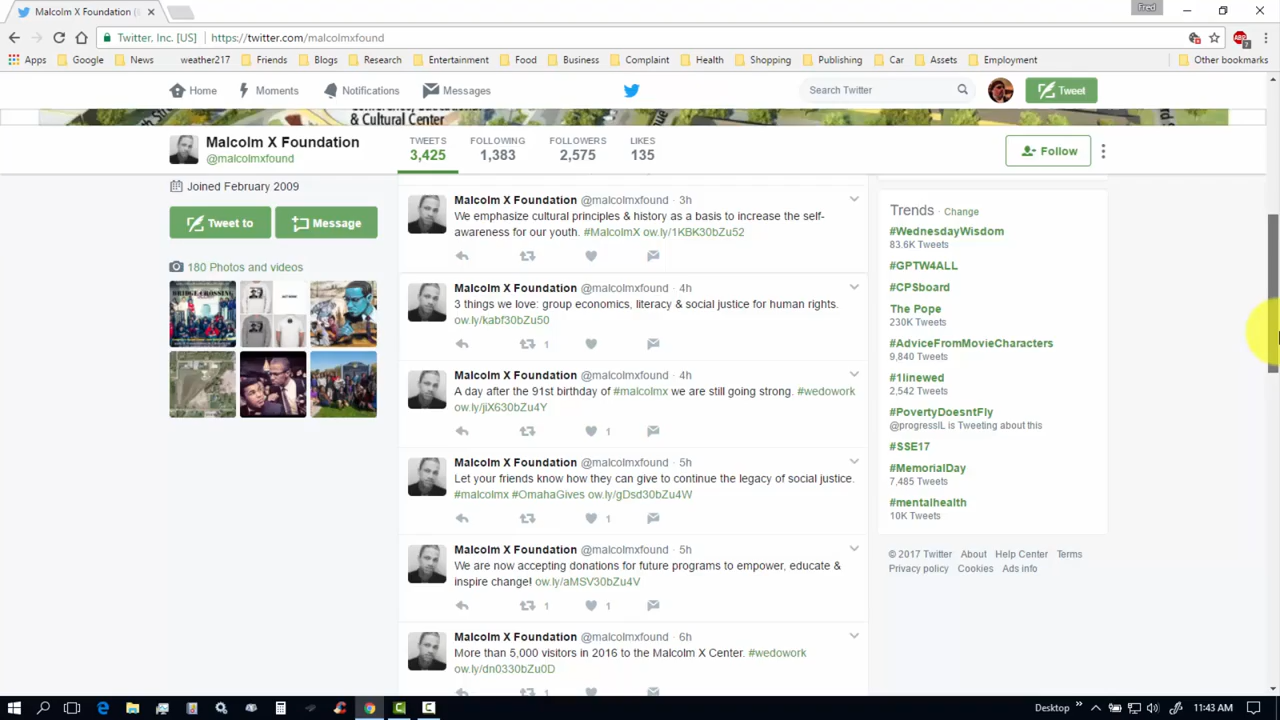 Malcolm X Foundation (
Fred
Twitter, Inc. [US]
https://twitter.com/malcolmxfound
Apps
Google
News
weather217
Friends
Blogs
Research
Entertainment
Food
Business
Complaint
Health
Shopping
Publishing
Car
Assets
Employment
Other bookmarks
Home
Moments
Notifications
Messages
Search Twitter
Tweet
& Cultural Center
Malcolm X Foundation
@malcolmxfound
TWEETS
3,425
FOLLOWING
1,383
FOLLOWERS
2,575
LIKES
135
Follow
Joined February 2009
Tweet to
Message
180 Photos and videos
Malcolm X Foundation @malcolmxfound · 3h
We emphasize cultural principles & history as a basis to increase the self-
awareness for our youth. #MalcolmX ow.ly/1KBK30bZu52
Malcolm X Foundation @malcolmxfound · 4h
3 things we love: group economics, literacy & social justice for human rights.
ow.ly/kabf30bZu50
1
Malcolm X Foundation @malcolmxfound · 4h
A day after the 91st birthday of #malcolmx we are still going strong. #wedowork
ow.ly/jiX630bZu4Y
1
Malcolm X Foundation @malcolmxfound · 5h
Let your friends know how they can give to continue the legacy of social justice.
#malcolmx #OmahaGives ow.ly/gDsd30bZu4W
1
Malcolm X Foundation @malcolmxfound · 5h
We are now accepting donations for future programs to empower, educate &
inspire change! ow.ly/aMSV30bZu4V
1 1
Malcolm X Foundation @malcolmxfound · 6h
More than 5,000 visitors in 2016 to the Malcolm X Center. #wedowork
ow.ly/dn0330bZu0D
1
Trends · Change
#WednesdayWisdom
83.6K Tweets
#GPTW4ALL
#CPSboard
The Pope
230K Tweets
#AdviceFromMovieCharacters
9,840 Tweets
#1linewed
2,542 Tweets
#PovertyDoesntFly
@progressIL is Tweeting about this
#SSE17
#MemorialDay
7,485 Tweets
#mentalhealth
10K Tweets
© 2017 Twitter About Help Center Terms
Privacy policy Cookies Ads info
Desktop
11:43 AM